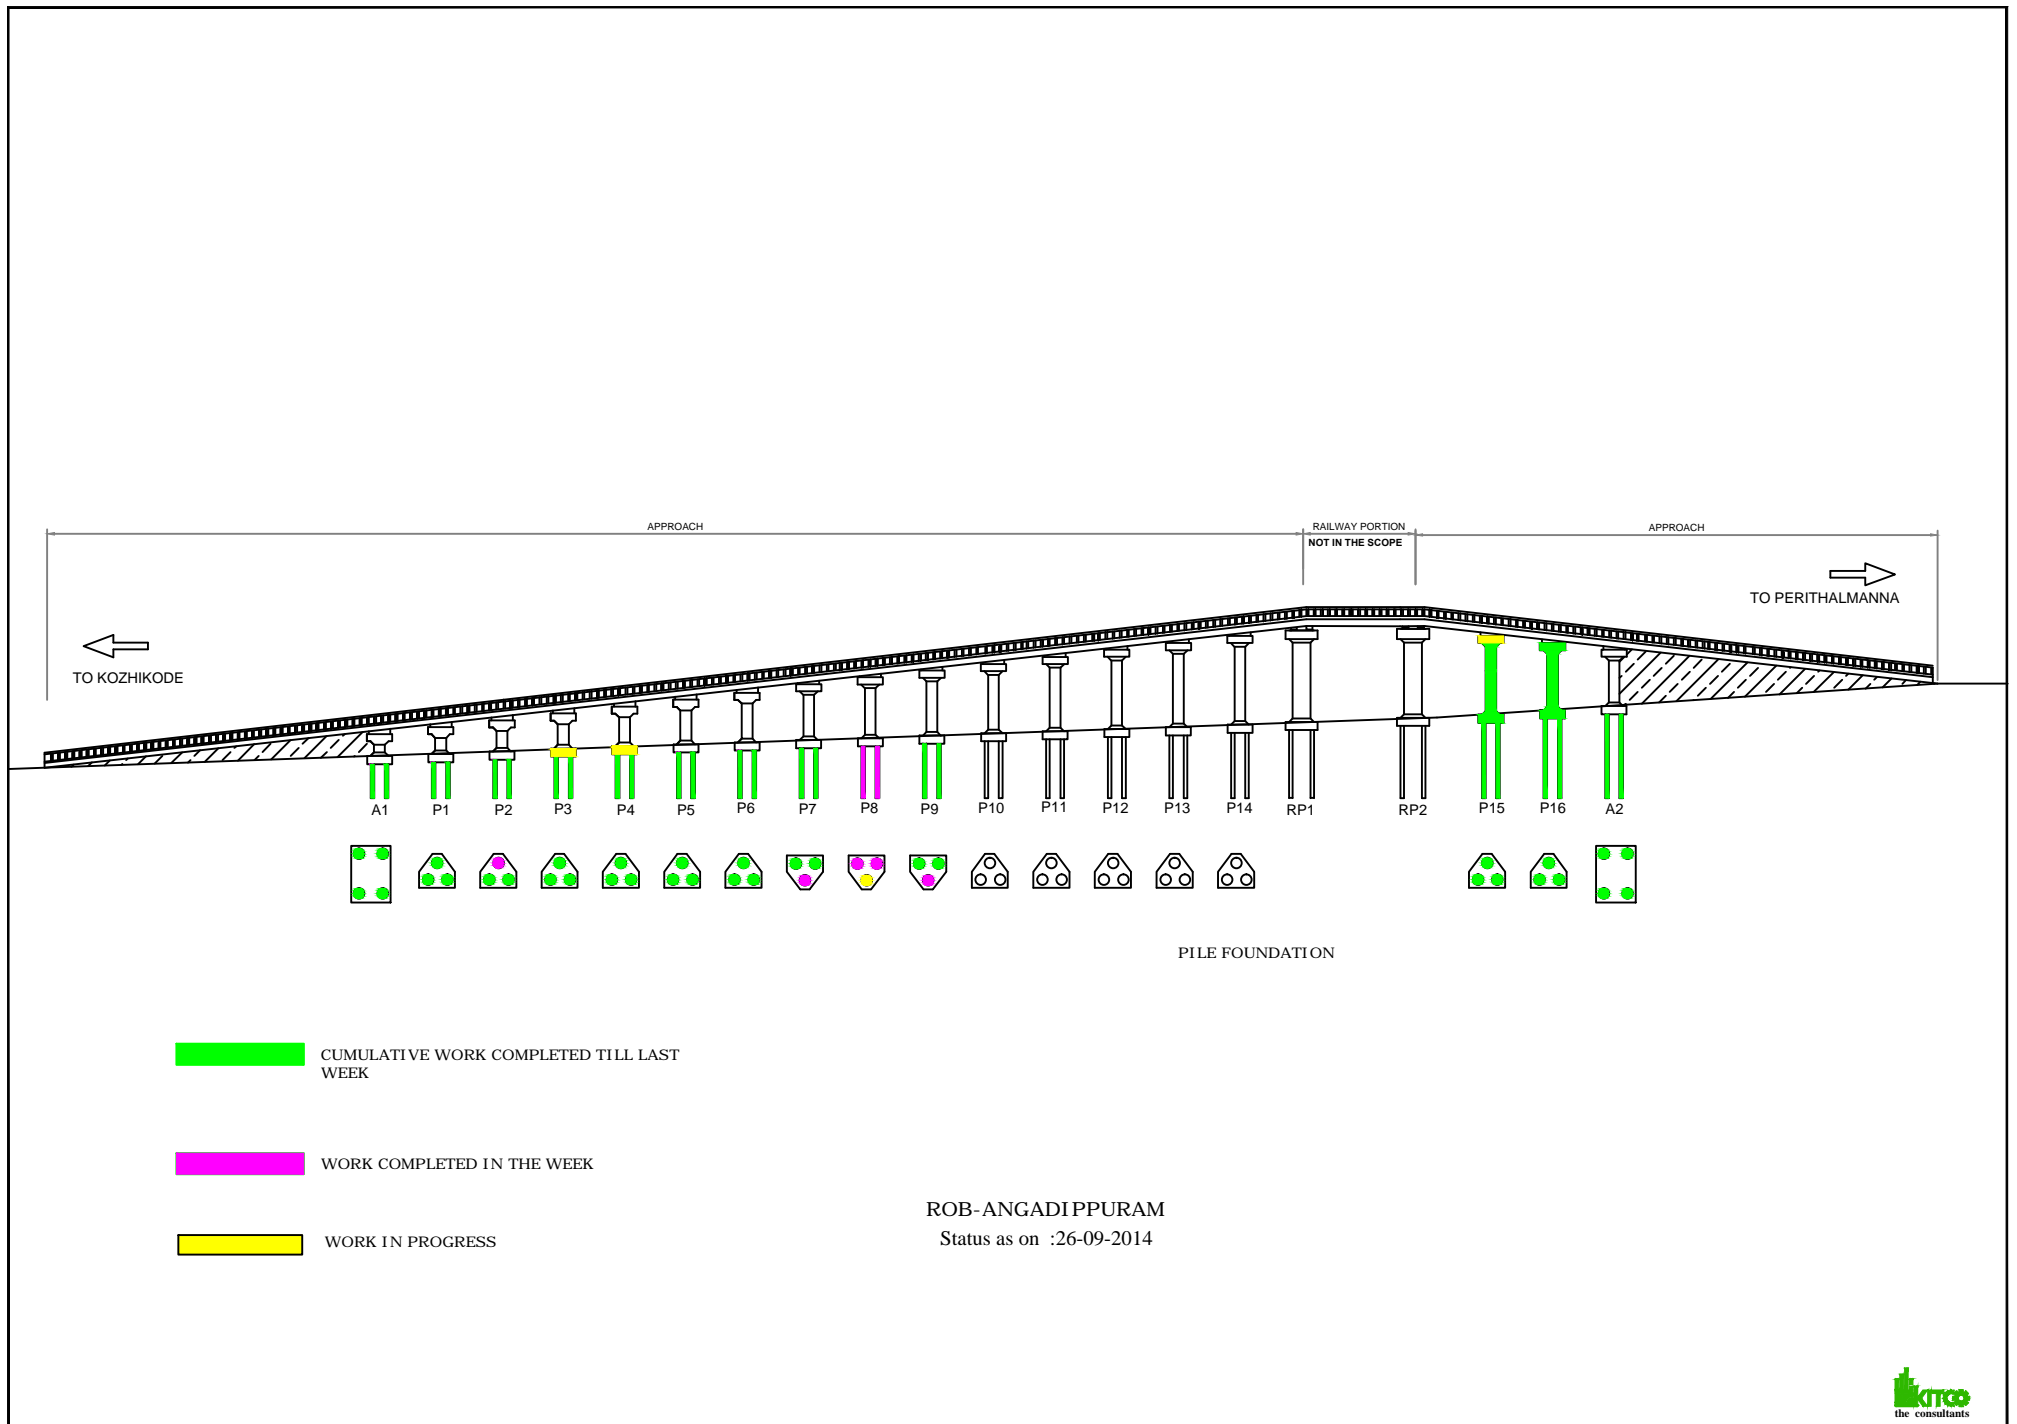 APPROACH
RAILWAY PORTION
APPROACH
NOT IN THE SCOPE
TO PERITHALMANNA
TO KOZHIKODE
A1 P1 P2 P3 P4 P5 P6 P7 P8 P9 P10 P11 P12 P13 P14 RP1 RP2 P15 P16 A2
PILE FOUNDATION
CUMULATIVE WORK COMPLETED TILL LAST
WEEK
WORK COMPLETED IN THE WEEK
WORK IN PROGRESS
ROB-ANGADIPPURAM
Status as on :26-09-2014
KITCO
the consultants